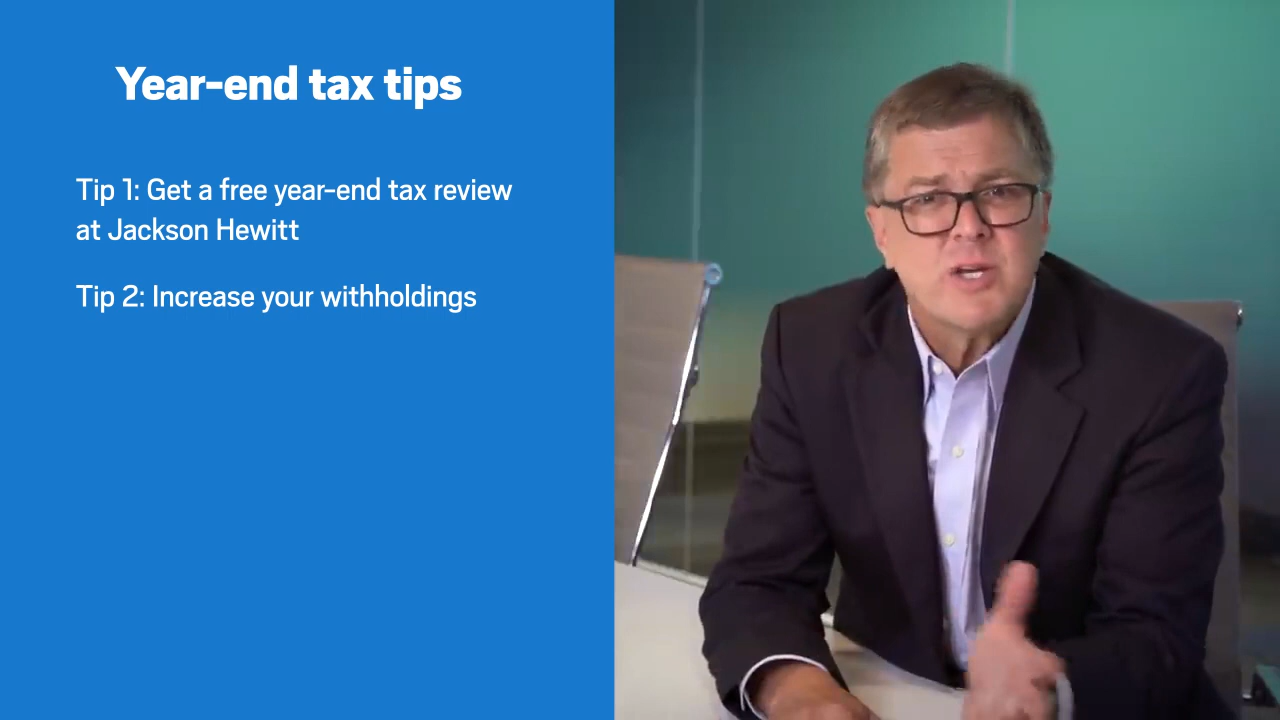 Year-end tax tips
Tip 1: Get a free year-end tax review
at Jackson Hewitt
Tip 2: Increase your withholdings